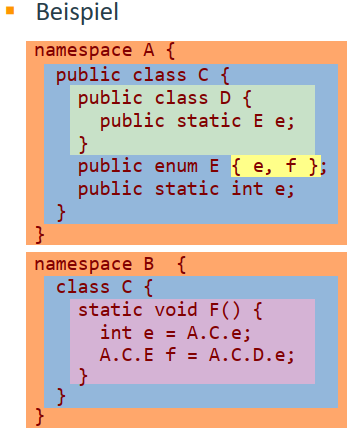 Beispiel
namespace A {
public class C {
public class D {
public static E e;
}
public enum E { e, f };
public static int e;
}
}
namespace B {
class C {
static void F() {
int e = A.C.e;
A.C.E f = A.C.D.e;
}
}
}